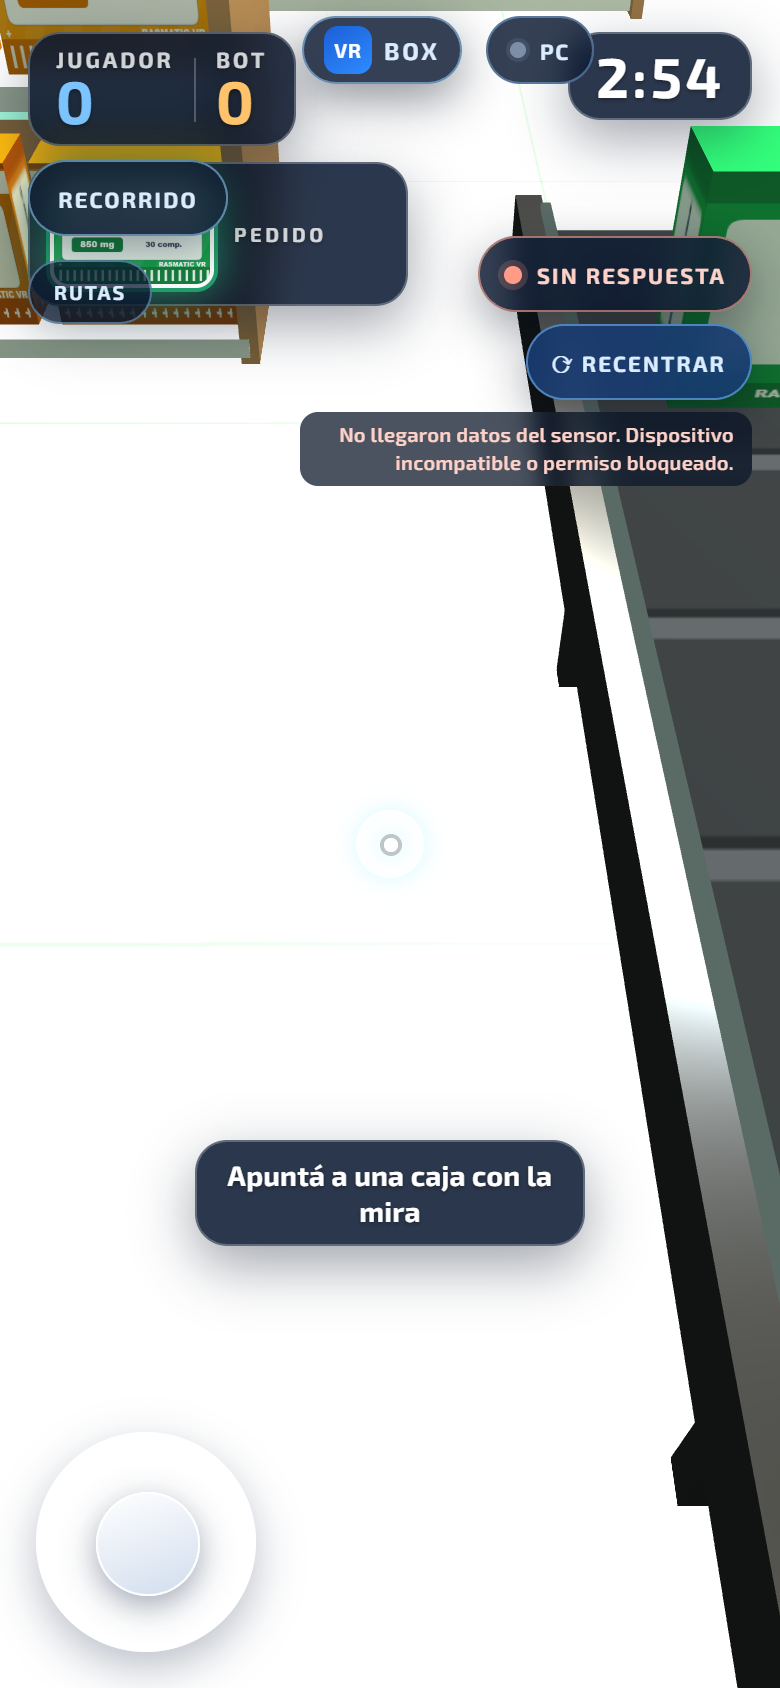 JUGADOR
0
BOT
0
VR BOX
PC
2:54
RECORRIDO
PEDIDO
850 mg
30 comp.
RASMATIC VR
RUTAS
SIN RESPUESTA
⟳ RECENTRAR
No llegaron datos del sensor. Dispositivo
incompatible o permiso bloqueado.
Apuntá a una caja con la
mira